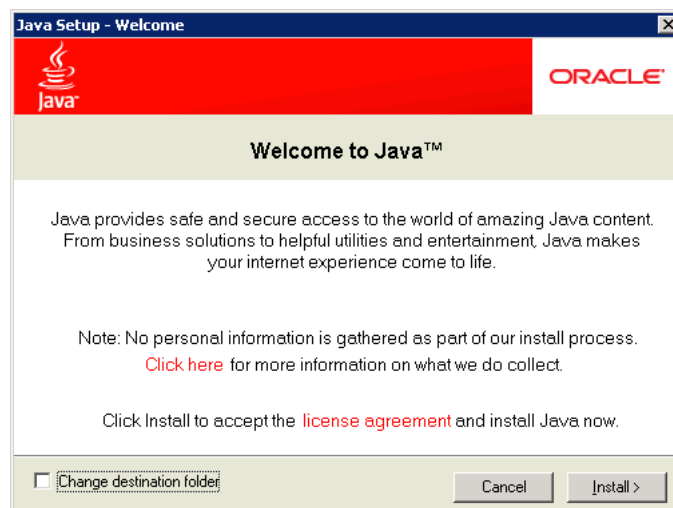 Java Setup - Welcome
Java™
ORACLE®
Welcome to Java™
Java provides safe and secure access to the world of amazing Java content.
From business solutions to helpful utilities and entertainment, Java makes
your internet experience come to life.
Note: No personal information is gathered as part of our install process.
Click here for more information on what we do collect.
Click Install to accept the license agreement and install Java now.
Change destination folder
Cancel
Install >